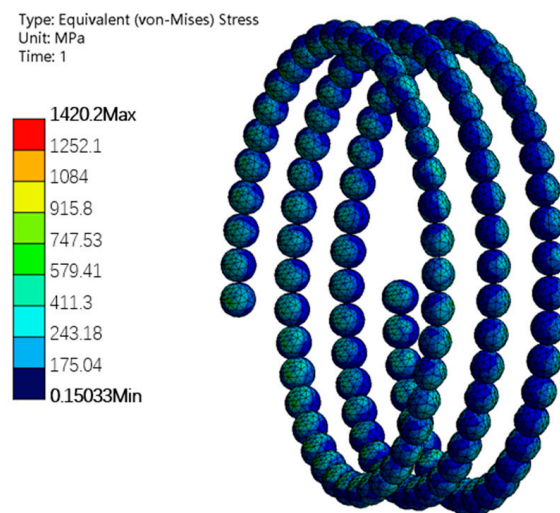 Type: Equivalent (von-Mises) Stress
Unit: MPa
Time: 1
1420.2Max
1252.1
1084
915.8
747.53
579.41
411.3
243.18
175.04
0.15033Min